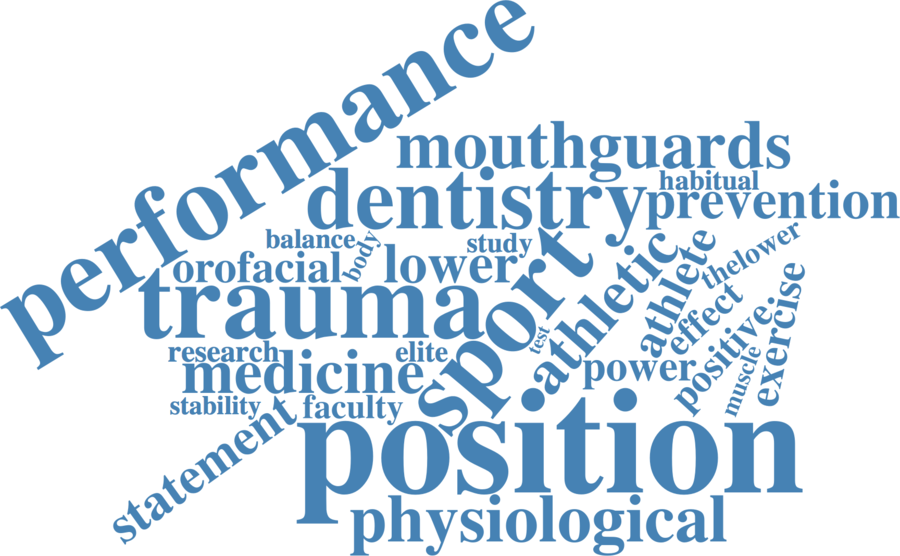 performance
mouthguards
habitual
dentistry
prevention
balance
body
study
orofacial
lower
sport
athletic
athlete
thelower
trauma
effect
exercise
research
elite
test
positive
medicine
power
muscle
stability
faculty
statement
position
physiological